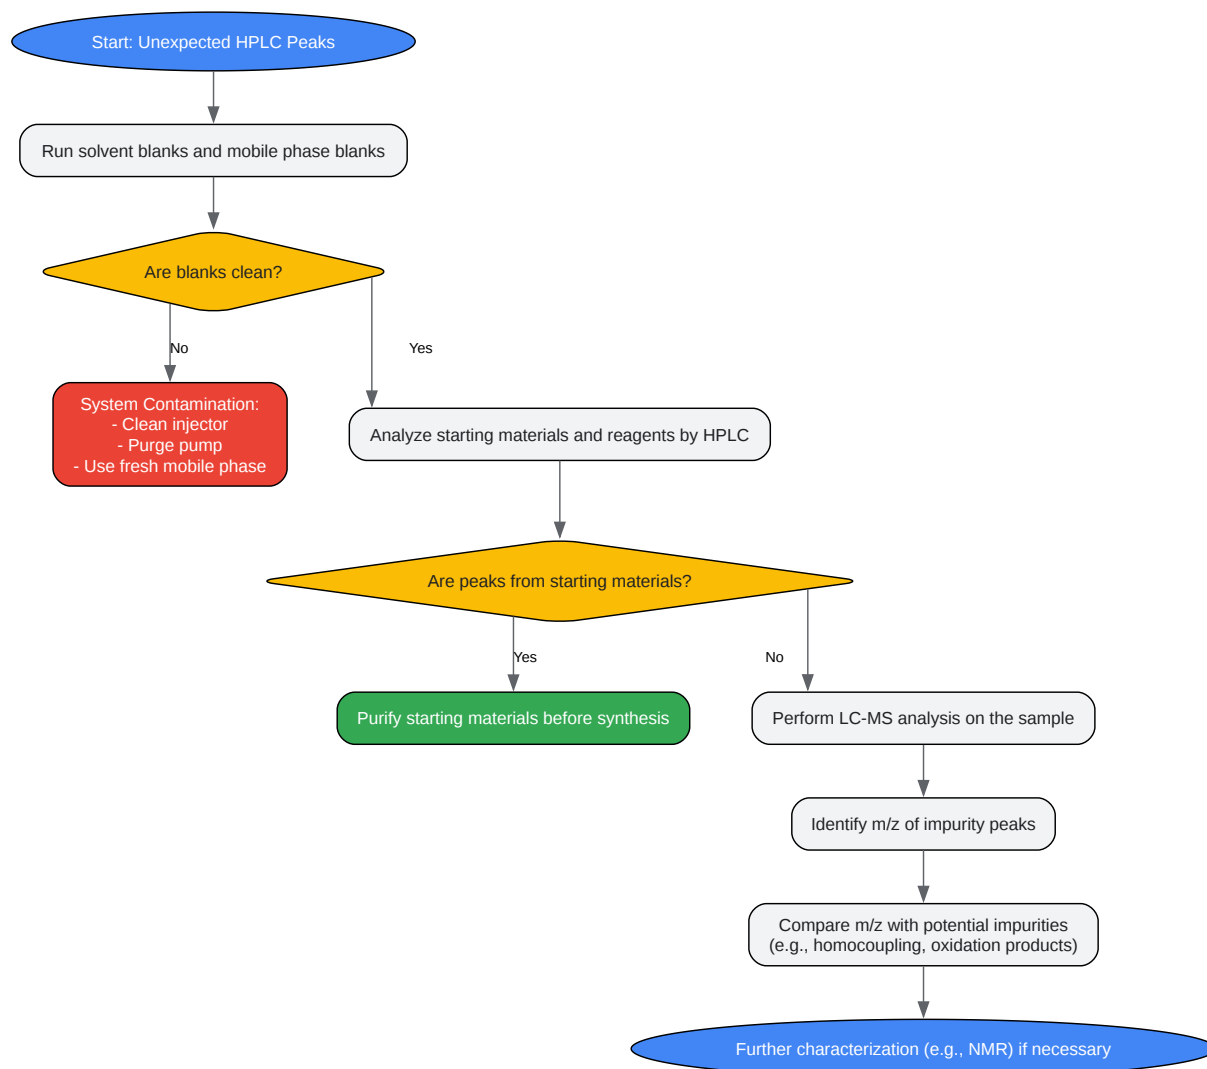 Start: Unexpected HPLC Peaks
Run solvent blanks and mobile phase blanks
Are blanks clean?
No
Yes
System Contamination:
- Clean injector
- Purge pump
- Use fresh mobile phase
Analyze starting materials and reagents by HPLC
Are peaks from starting materials?
Yes
No
Purify starting materials before synthesis
Perform LC-MS analysis on the sample
Identify m/z of impurity peaks
Compare m/z with potential impurities
(e.g., homocoupling, oxidation products)
Further characterization (e.g., NMR) if necessary